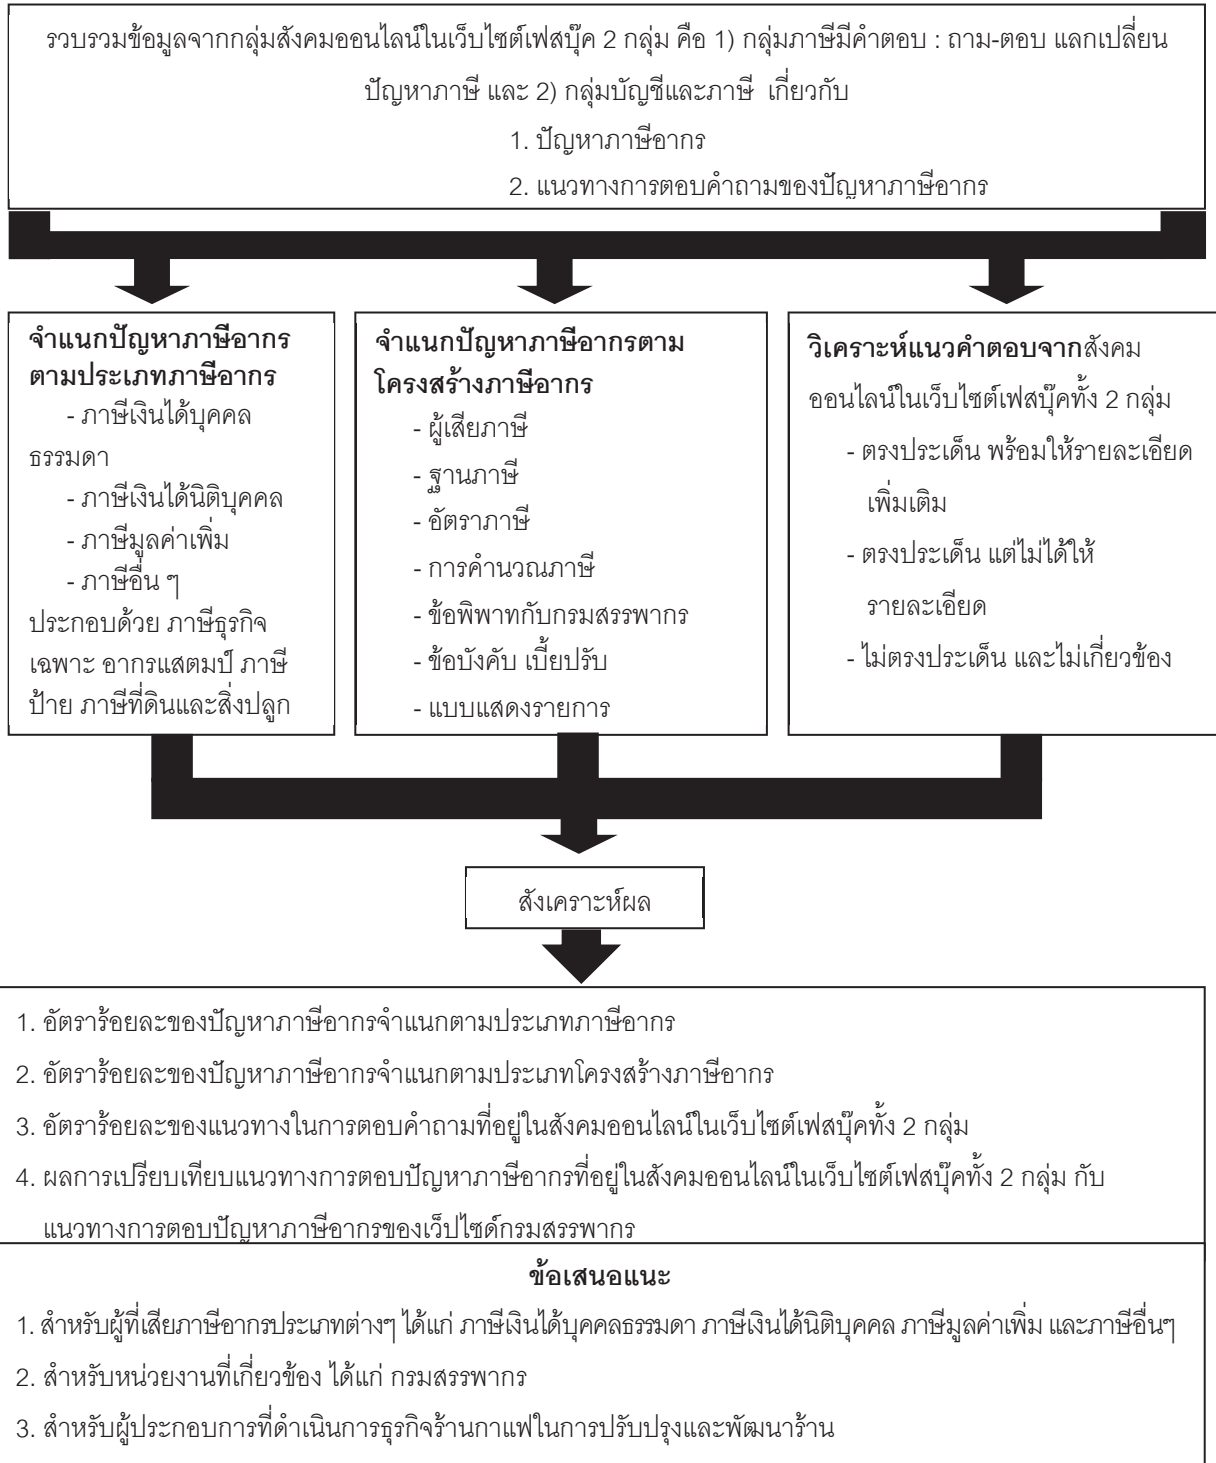 รวบรวมข้อมูลจากกลุ่มสังคมออนไลน์ในเว็บไซต์เฟสบุ๊ค 2 กลุ่ม คือ 1) กลุ่มภาษีมีคำตอบ : ถาม-ตอบ แลกเปลี่ยน
ปัญหาภาษี และ 2) กลุ่มบัญชีและภาษี เกี่ยวกับ
1. ปัญหาภาษีอากร
2. แนวทางการตอบคำถามของปัญหาภาษีอากร
จำแนกปัญหาภาษีอากร
ตามประเภทภาษีอากร
- ภาษีเงินได้บุคคล
ธรรมดา
- ภาษีเงินได้นิติบุคคล
- ภาษีมูลค่าเพิ่ม
- ภาษีอื่น ๆ
ประกอบด้วย ภาษีธุรกิจ
เฉพาะ อากรแสตมป์ ภาษี
ป้าย ภาษีที่ดินและสิ่งปลูก
จำแนกปัญหาภาษีอากรตาม
โครงสร้างภาษีอากร
- ผู้เสียภาษี
- ฐานภาษี
- อัตราภาษี
- การคำนวณภาษี
- ข้อพิพาทกับกรมสรรพากร
- ข้อบังคับ เบี้ยปรับ
- แบบแสดงรายการ
วิเคราะห์แนวคำตอบจากสังคม
ออนไลน์ในเว็บไซต์เฟสบุ๊คทั้ง 2 กลุ่ม
- ตรงประเด็น พร้อมให้รายละเอียด
เพิ่มเติม
- ตรงประเด็น แต่ไม่ได้ให้
รายละเอียด
- ไม่ตรงประเด็น และไม่เกี่ยวข้อง
สังเคราะห์ผล
1. อัตราร้อยละของปัญหาภาษีอากรจำแนกตามประเภทภาษีอากร
2. อัตราร้อยละของปัญหาภาษีอากรจำแนกตามประเภทโครงสร้างภาษีอากร
3. อัตราร้อยละของแนวทางในการตอบคำถามที่อยู่ในสังคมออนไลน์ในเว็บไซต์เฟสบุ๊คทั้ง 2 กลุ่ม
4. ผลการเปรียบเทียบแนวทางการตอบปัญหาภาษีอากรที่อยู่ในสังคมออนไลน์ในเว็บไซต์เฟสบุ๊คทั้ง 2 กลุ่ม กับ
แนวทางการตอบปัญหาภาษีอากรของเว็ปไซด์กรมสรรพากร
ข้อเสนอแนะ
1. สำหรับผู้ที่เสียภาษีอากรประเภทต่างๆ ได้แก่ ภาษีเงินได้บุคคลธรรมดา ภาษีเงินได้นิติบุคคล ภาษีมูลค่าเพิ่ม และภาษีอื่นๆ
2. สำหรับหน่วยงานที่เกี่ยวข้อง ได้แก่ กรมสรรพากร
3. สำหรับผู้ประกอบการที่ดำเนินการธุรกิจร้านกาแฟในการปรับปรุงและพัฒนาร้าน